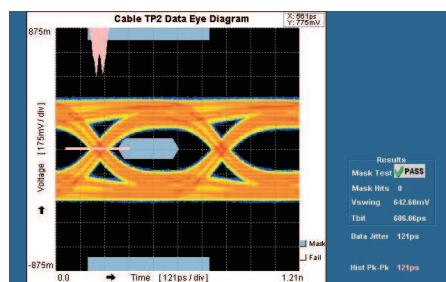 Cable TP2 Data Eye Diagram
X: 561ps
Y: 775mV
875m
Voltage [175mV / div]
-875m
0.0
Time [121ps / div]
1.21n
Mask
Fail
Results
Mask Test PASS
Mask Hits 0
Vswing 642.60mV
Tbit 606.06ps
Data Jitter 121ps
Hist Pk-Pk 121ps